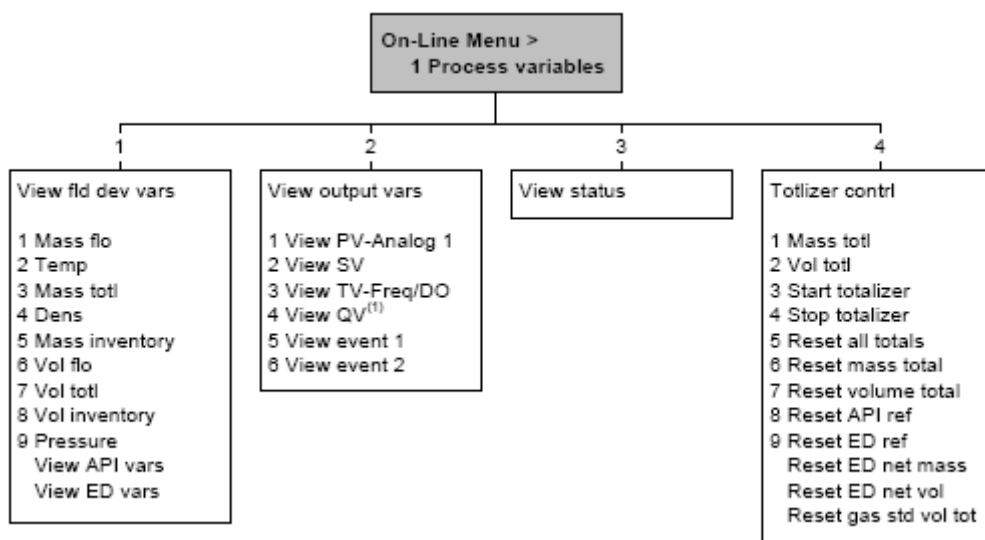 On-Line Menu >
1 Process variables
1
2
3
4
View fld dev vars
1 Mass flo
2 Temp
3 Mass totl
4 Dens
5 Mass inventory
6 Vol flo
7 Vol totl
8 Vol inventory
9 Pressure
View API vars
View ED vars
View output vars
1 View PV-Analog 1
2 View SV
3 View TV-Freq/DO
4 View QV(1)
5 View event 1
6 View event 2
View status
Totlizer contrl
1 Mass totl
2 Vol totl
3 Start totalizer
4 Stop totalizer
5 Reset all totals
6 Reset mass total
7 Reset volume total
8 Reset API ref
9 Reset ED ref
Reset ED net mass
Reset ED net vol
Reset gas std vol tot